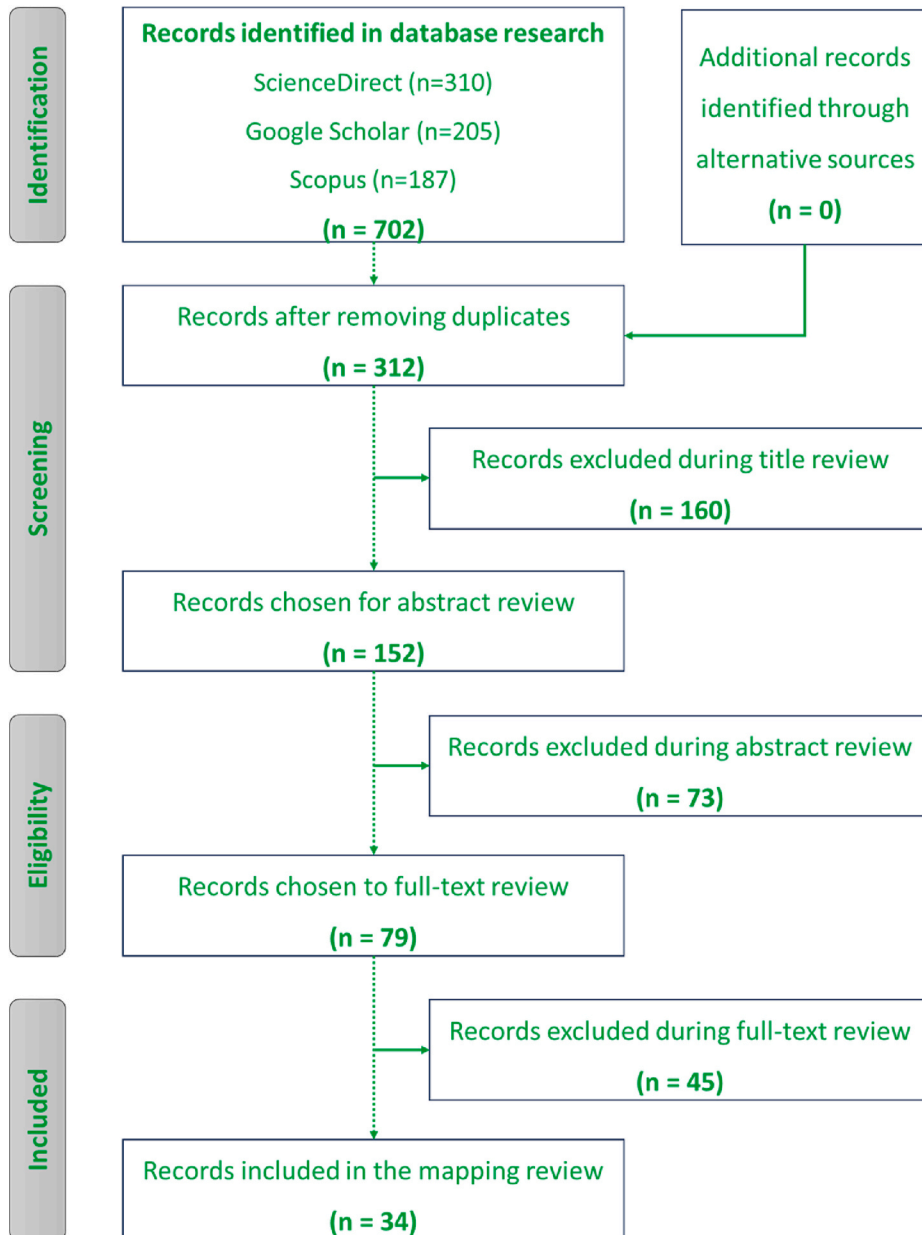 Identification
Records identified in database research
ScienceDirect (n=310)
Google Scholar (n=205)
Scopus (n=187)
(n = 702)
Additional records
identified through
alternative sources
(n = 0)
Screening
Records after removing duplicates
(n = 312)
Records excluded during title review
(n = 160)
Records chosen for abstract review
(n = 152)
Eligibility
Records excluded during abstract review
(n = 73)
Records chosen to full-text review
(n = 79)
Included
Records excluded during full-text review
(n = 45)
Records included in the mapping review
(n = 34)